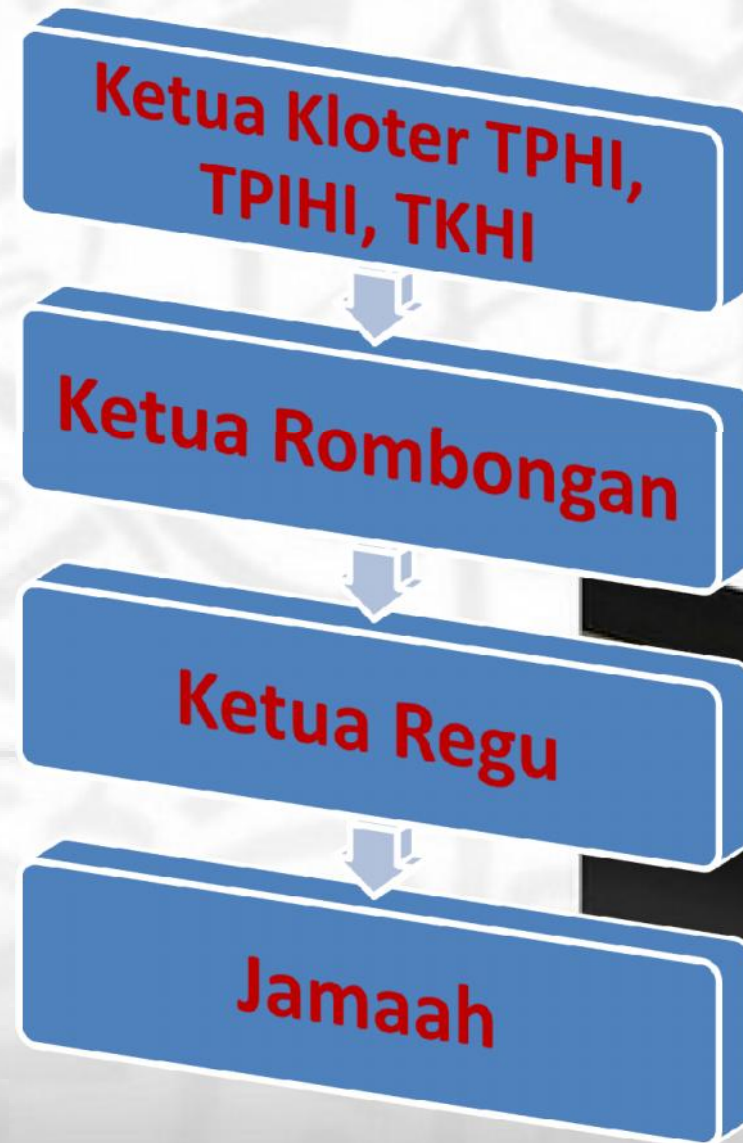 Ketua Kloter TPHI,
TPIHI, TKHI
Ketua Rombongan
Ketua Regu
Jamaah